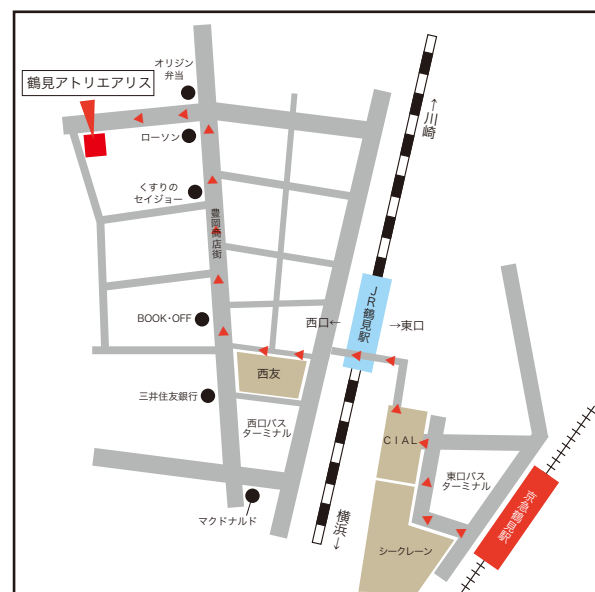 オリジン
弁当
鶴見アトリエアリス
←川崎
ローソン
くすりの
セイジョー
豊岡商店街
JR鶴見駅
西口←
→東口
BOOK・OFF
西友
三井住友銀行
西口バス
ターミナル
CIAL
東口バス
ターミナル
京急鶴見駅
マクドナルド
横浜→
シークレーン